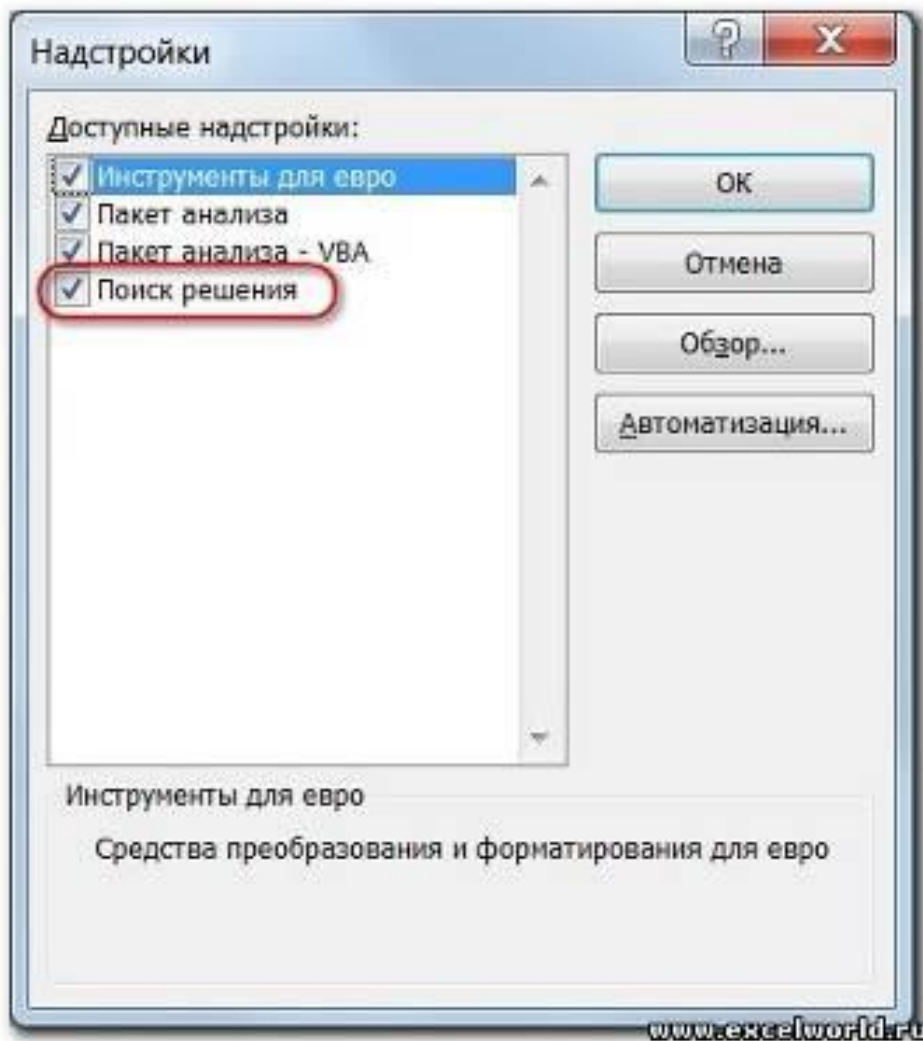 Надстройки
Доступные надстройки:
Инструменты для евро
Пакет анализа
Пакет анализа - VBA
Поиск решения
ОК
Отмена
Обзор...
Автоматизация...
Инструменты для евро
Средства преобразования и форматирования для евро
www.excelworld.ru